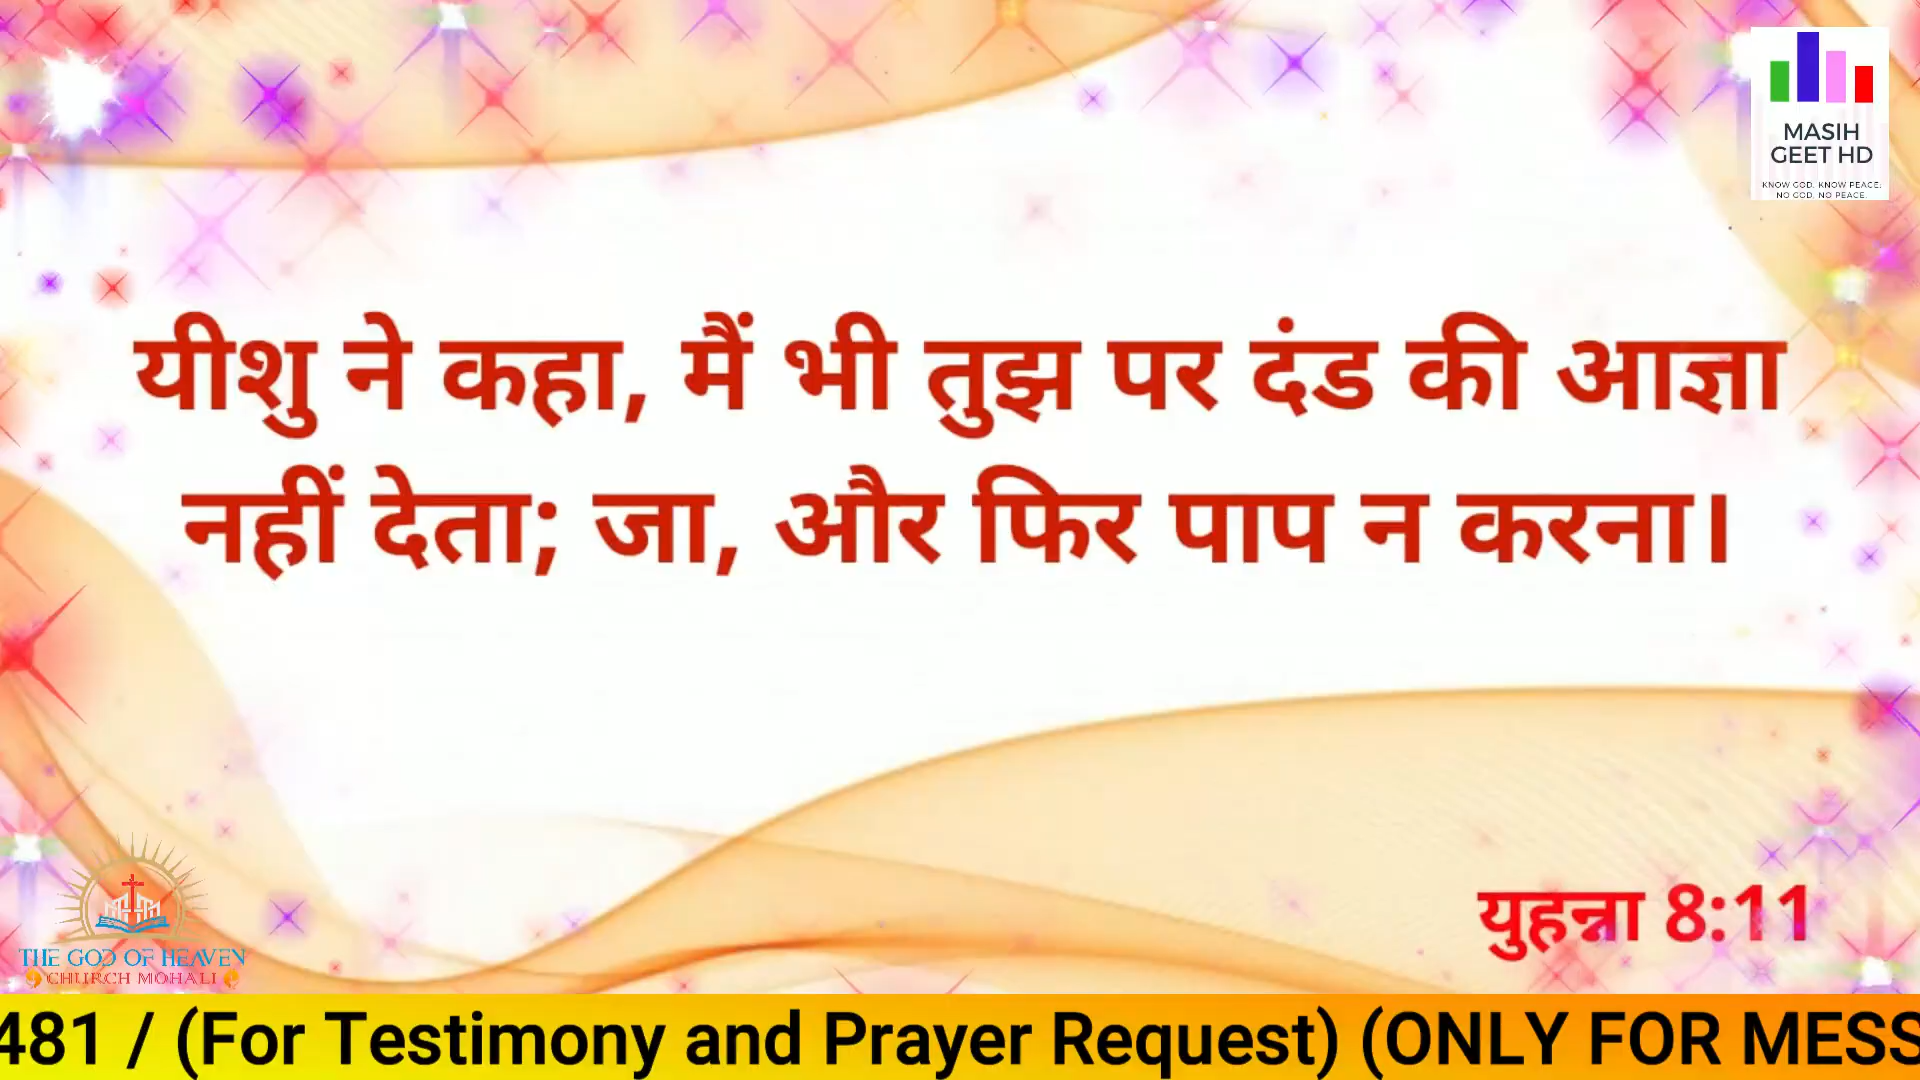 MASIH
GEET HD
KNOW GOD, KNOW PEACE.
NO GOD, NO PEACE.
यीशु ने कहा, मैं भी तुझ पर दंड की आज्ञा
नहीं देता; जा, और फिर पाप न करना।
युहन्ना 8:11
THE GOD OF HEAVEN
CHURCH MOHALI
481 / (For Testimony and Prayer Request) (ONLY FOR MESS